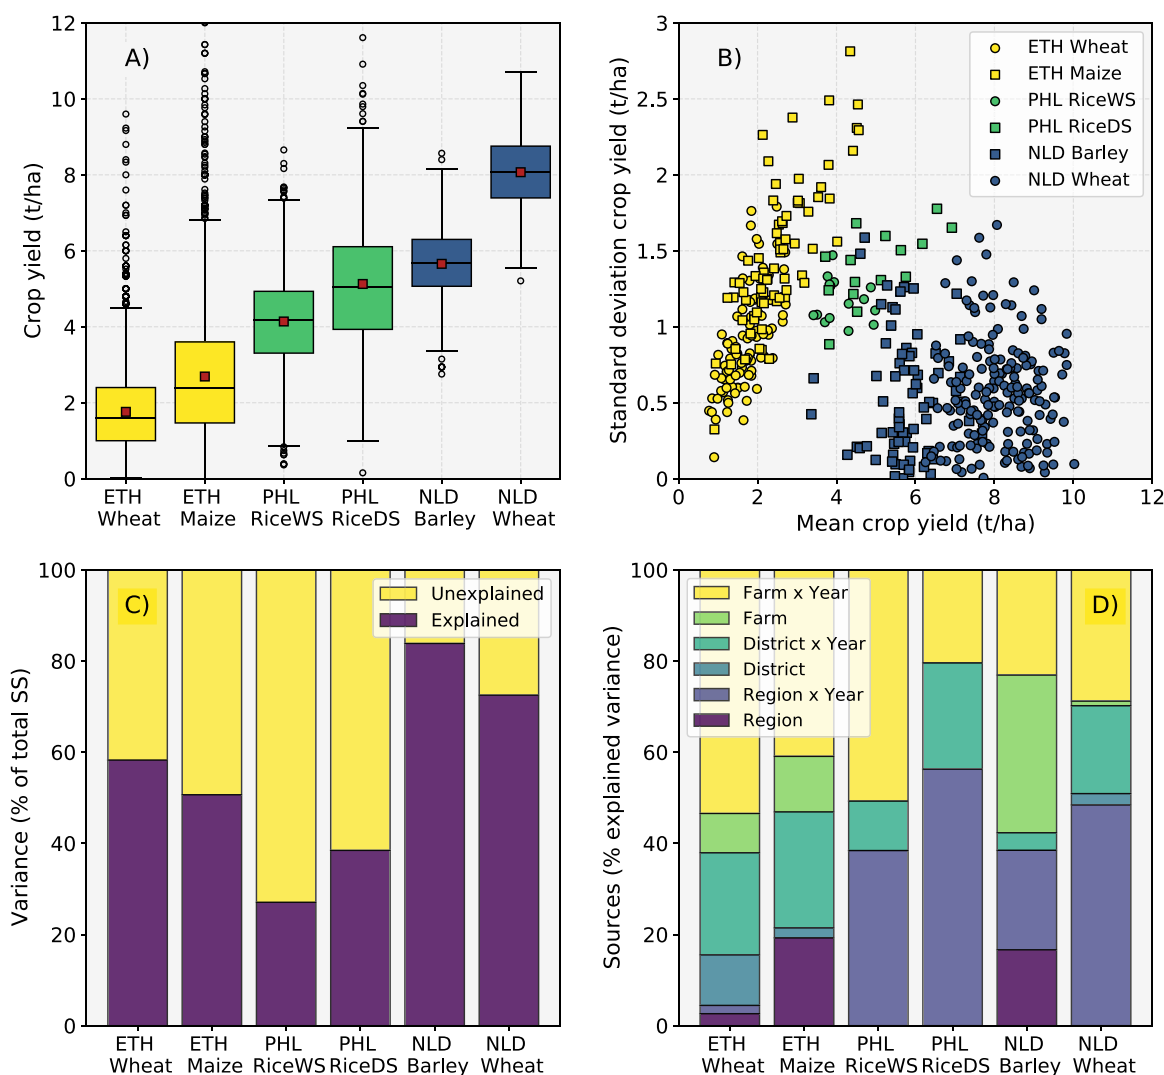 A)
Crop yield (t/ha)
12
10
8
6
4
2
0
ETH Wheat
ETH Maize
PHL RiceWS
PHL RiceDS
NLD Barley
NLD Wheat
B)
Standard deviation crop yield (t/ha)
3
2.5
2
1.5
1
0.5
0
0 2 4 6 8 10 12
Mean crop yield (t/ha)
ETH Wheat
ETH Maize
PHL RiceWS
PHL RiceDS
NLD Barley
NLD Wheat
C)
Variance (% of total SS)
100
80
60
40
20
0
Unexplained
Explained
ETH Wheat
ETH Maize
PHL RiceWS
PHL RiceDS
NLD Barley
NLD Wheat
D)
Sources (% explained variance)
100
80
60
40
20
0
Farm x Year
Farm
District x Year
District
Region x Year
Region
ETH Wheat
ETH Maize
PHL RiceWS
PHL RiceDS
NLD Barley
NLD Wheat